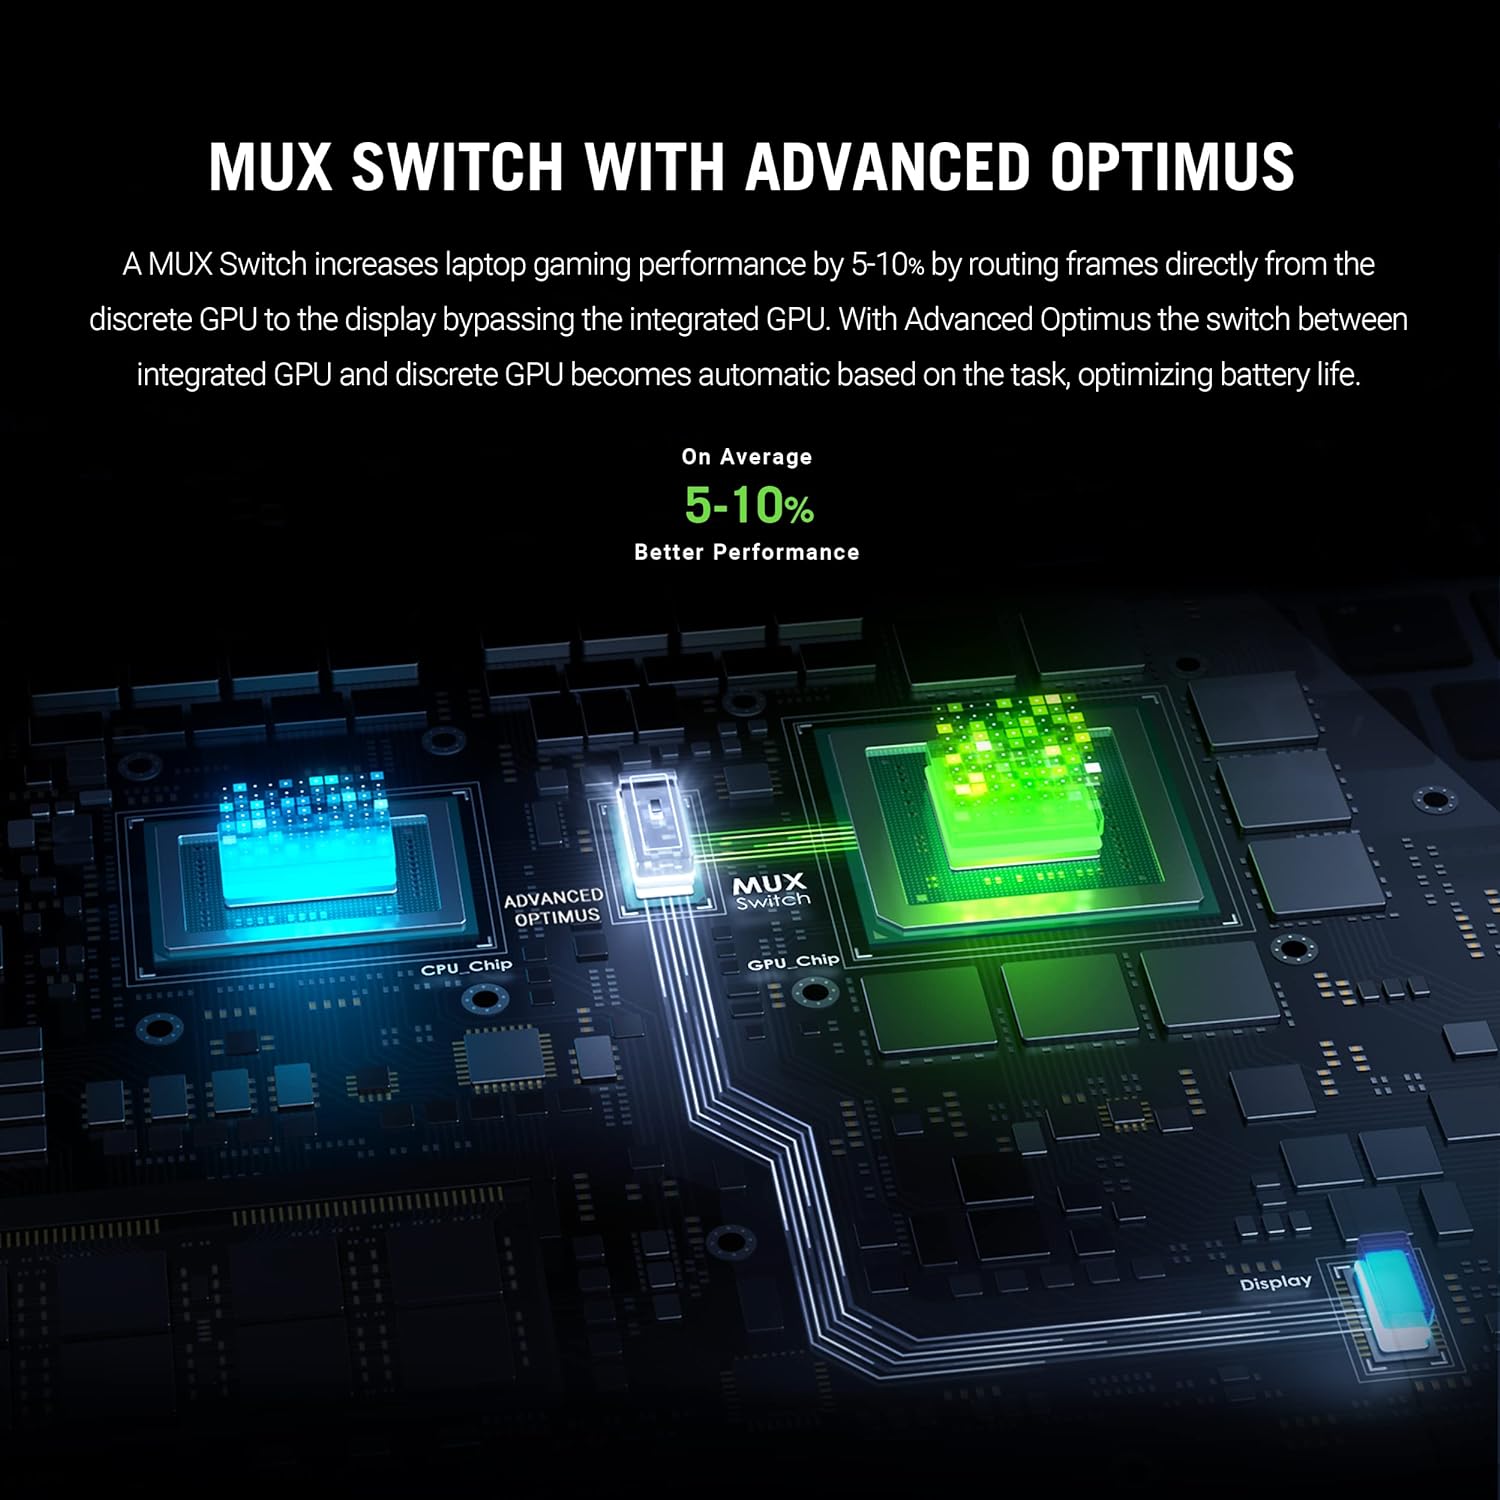 MUX SWITCH WITH ADVANCED OPTIMUS
A MUX Switch increases laptop gaming performance by 5-10% by routing frames directly from the
discrete GPU to the display bypassing the integrated GPU. With Advanced Optimus the switch between
integrated GPU and discrete GPU becomes automatic based on the task, optimizing battery life.
On Average
5-10%
Better Performance
ADVANCED
OPTIMUS
MUX
Switch
CPU_Chip
GPU_Chip
Display